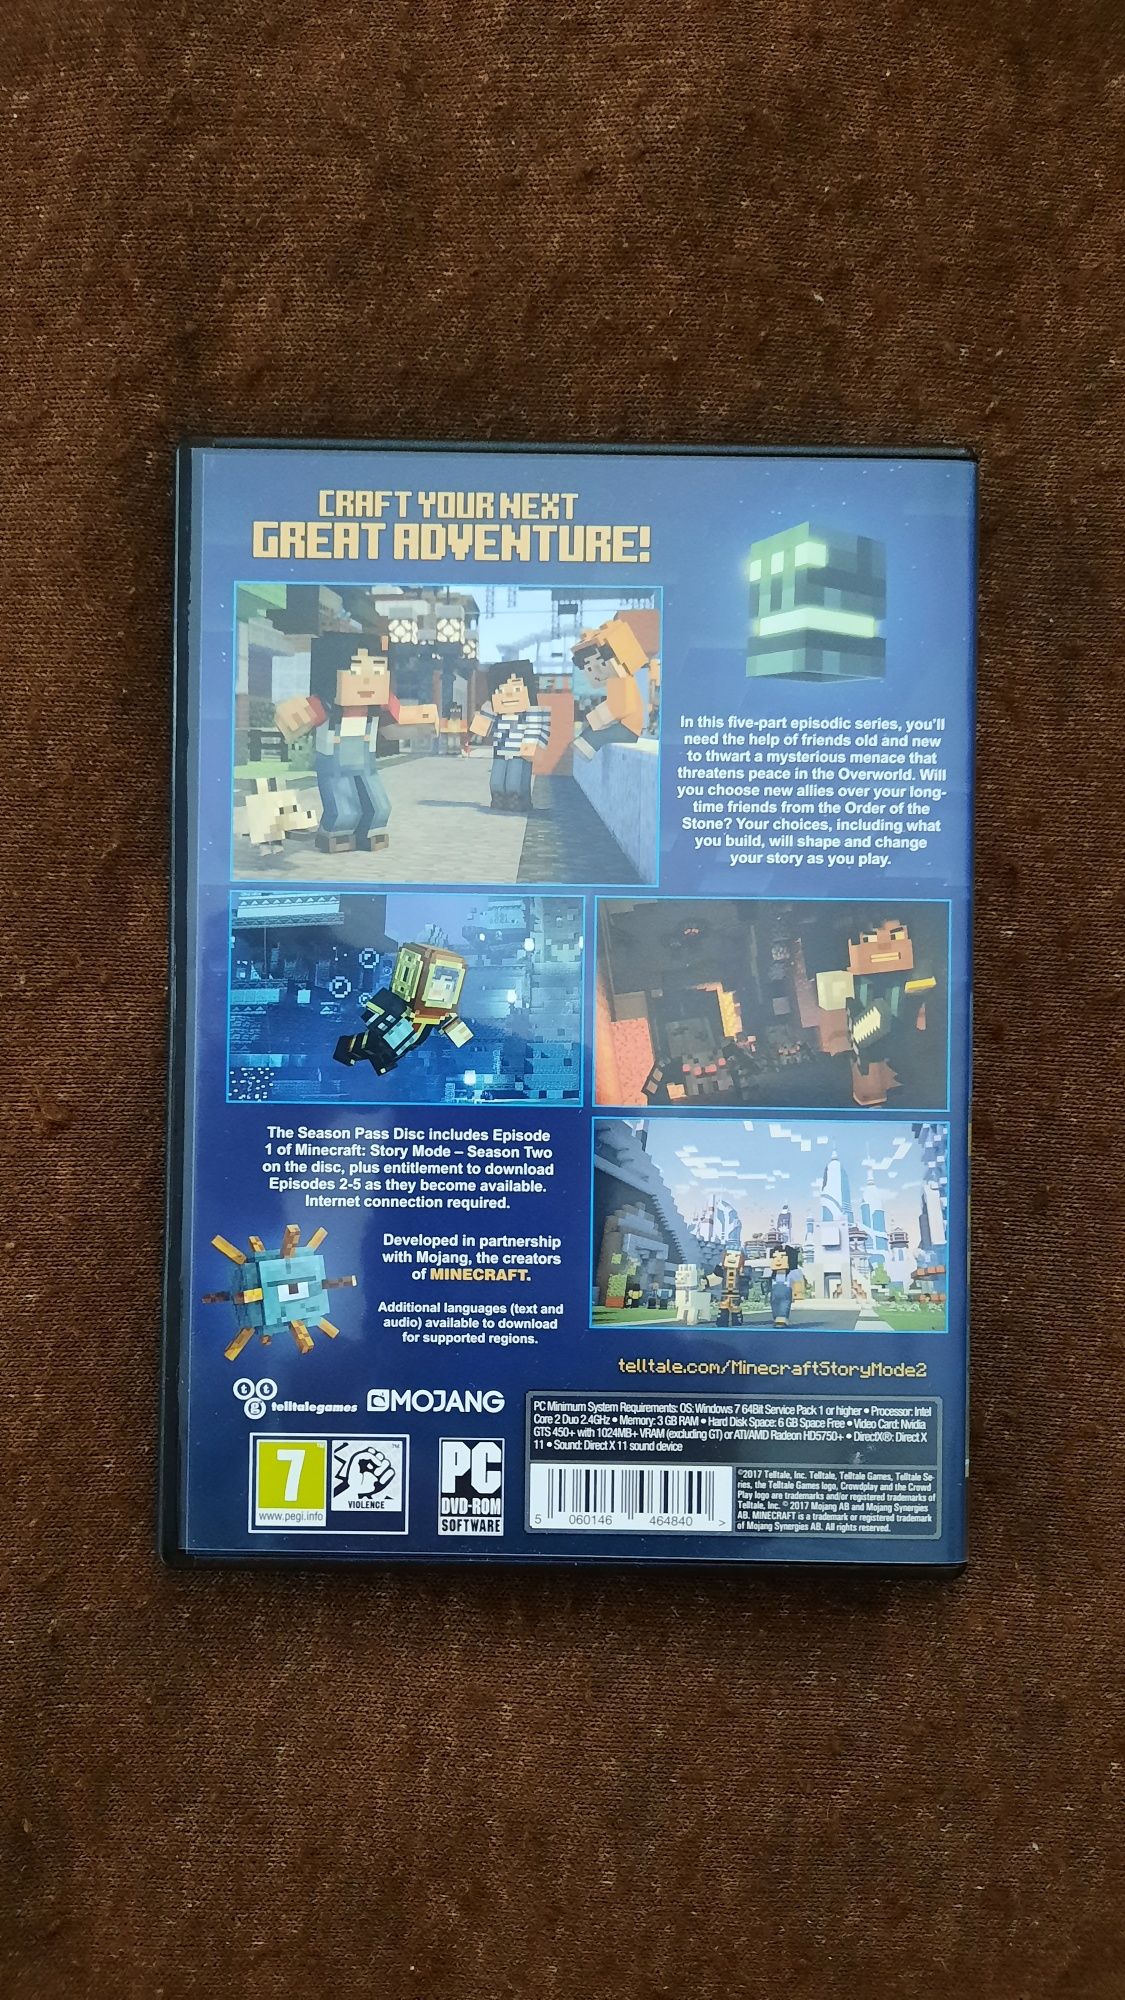 CRAFT YOUR NEXT
GREAT ADVENTURE!
In this five-part episodic series, you'll
need the help of friends old and new
to thwart a mysterious menace that
threatens peace in the Overworld. Will
you choose new allies over your long-
time friends from the Order of the
Stone? Your choices, including what
you build, will shape and change
your story as you play.
The Season Pass Disc includes Episode
1 of Minecraft: Story Mode – Season Two
on the disc, plus entitlement to download
Episodes 2-5 as they become available.
Internet connection required.
Developed in partnership
with Mojang, the creators
of MINECRAFT.
Additional languages (text and
audio) available to download
for supported regions.
telltale.com/MinecraftStoryMode2
ttg telltalegames
MOJANG
PC Minimum System Requirements: OS: Windows 7 64Bit Service Pack 1 or higher • Processor: Intel
Core 2 Duo 2.4GHz • Memory: 3 GB RAM • Hard Disk Space: 6 GB Space Free • Video Card: Nvidia
GTS 450+ with 1024MB+ VRAM (excluding GT) or ATI/AMD Radeon HD5750+ • DirectX®: Direct X
11 • Sound: Direct X 11 sound device
7
www.pegi.info
VIOLENCE
™
PC
DVD-ROM
SOFTWARE
5 060146 464840 >
©2017 Telltale, Inc. Telltale, Telltale Games, Telltale Se-
ries, the Telltale Games logo, Crowdplay and the Crowd
Play logo are trademarks and/or registered trademarks of
Telltale, Inc. © 2017 Mojang AB and Mojang Synergies
AB. MINECRAFT is a trademark or registered trademark
of Mojang Synergies AB. All rights reserved.